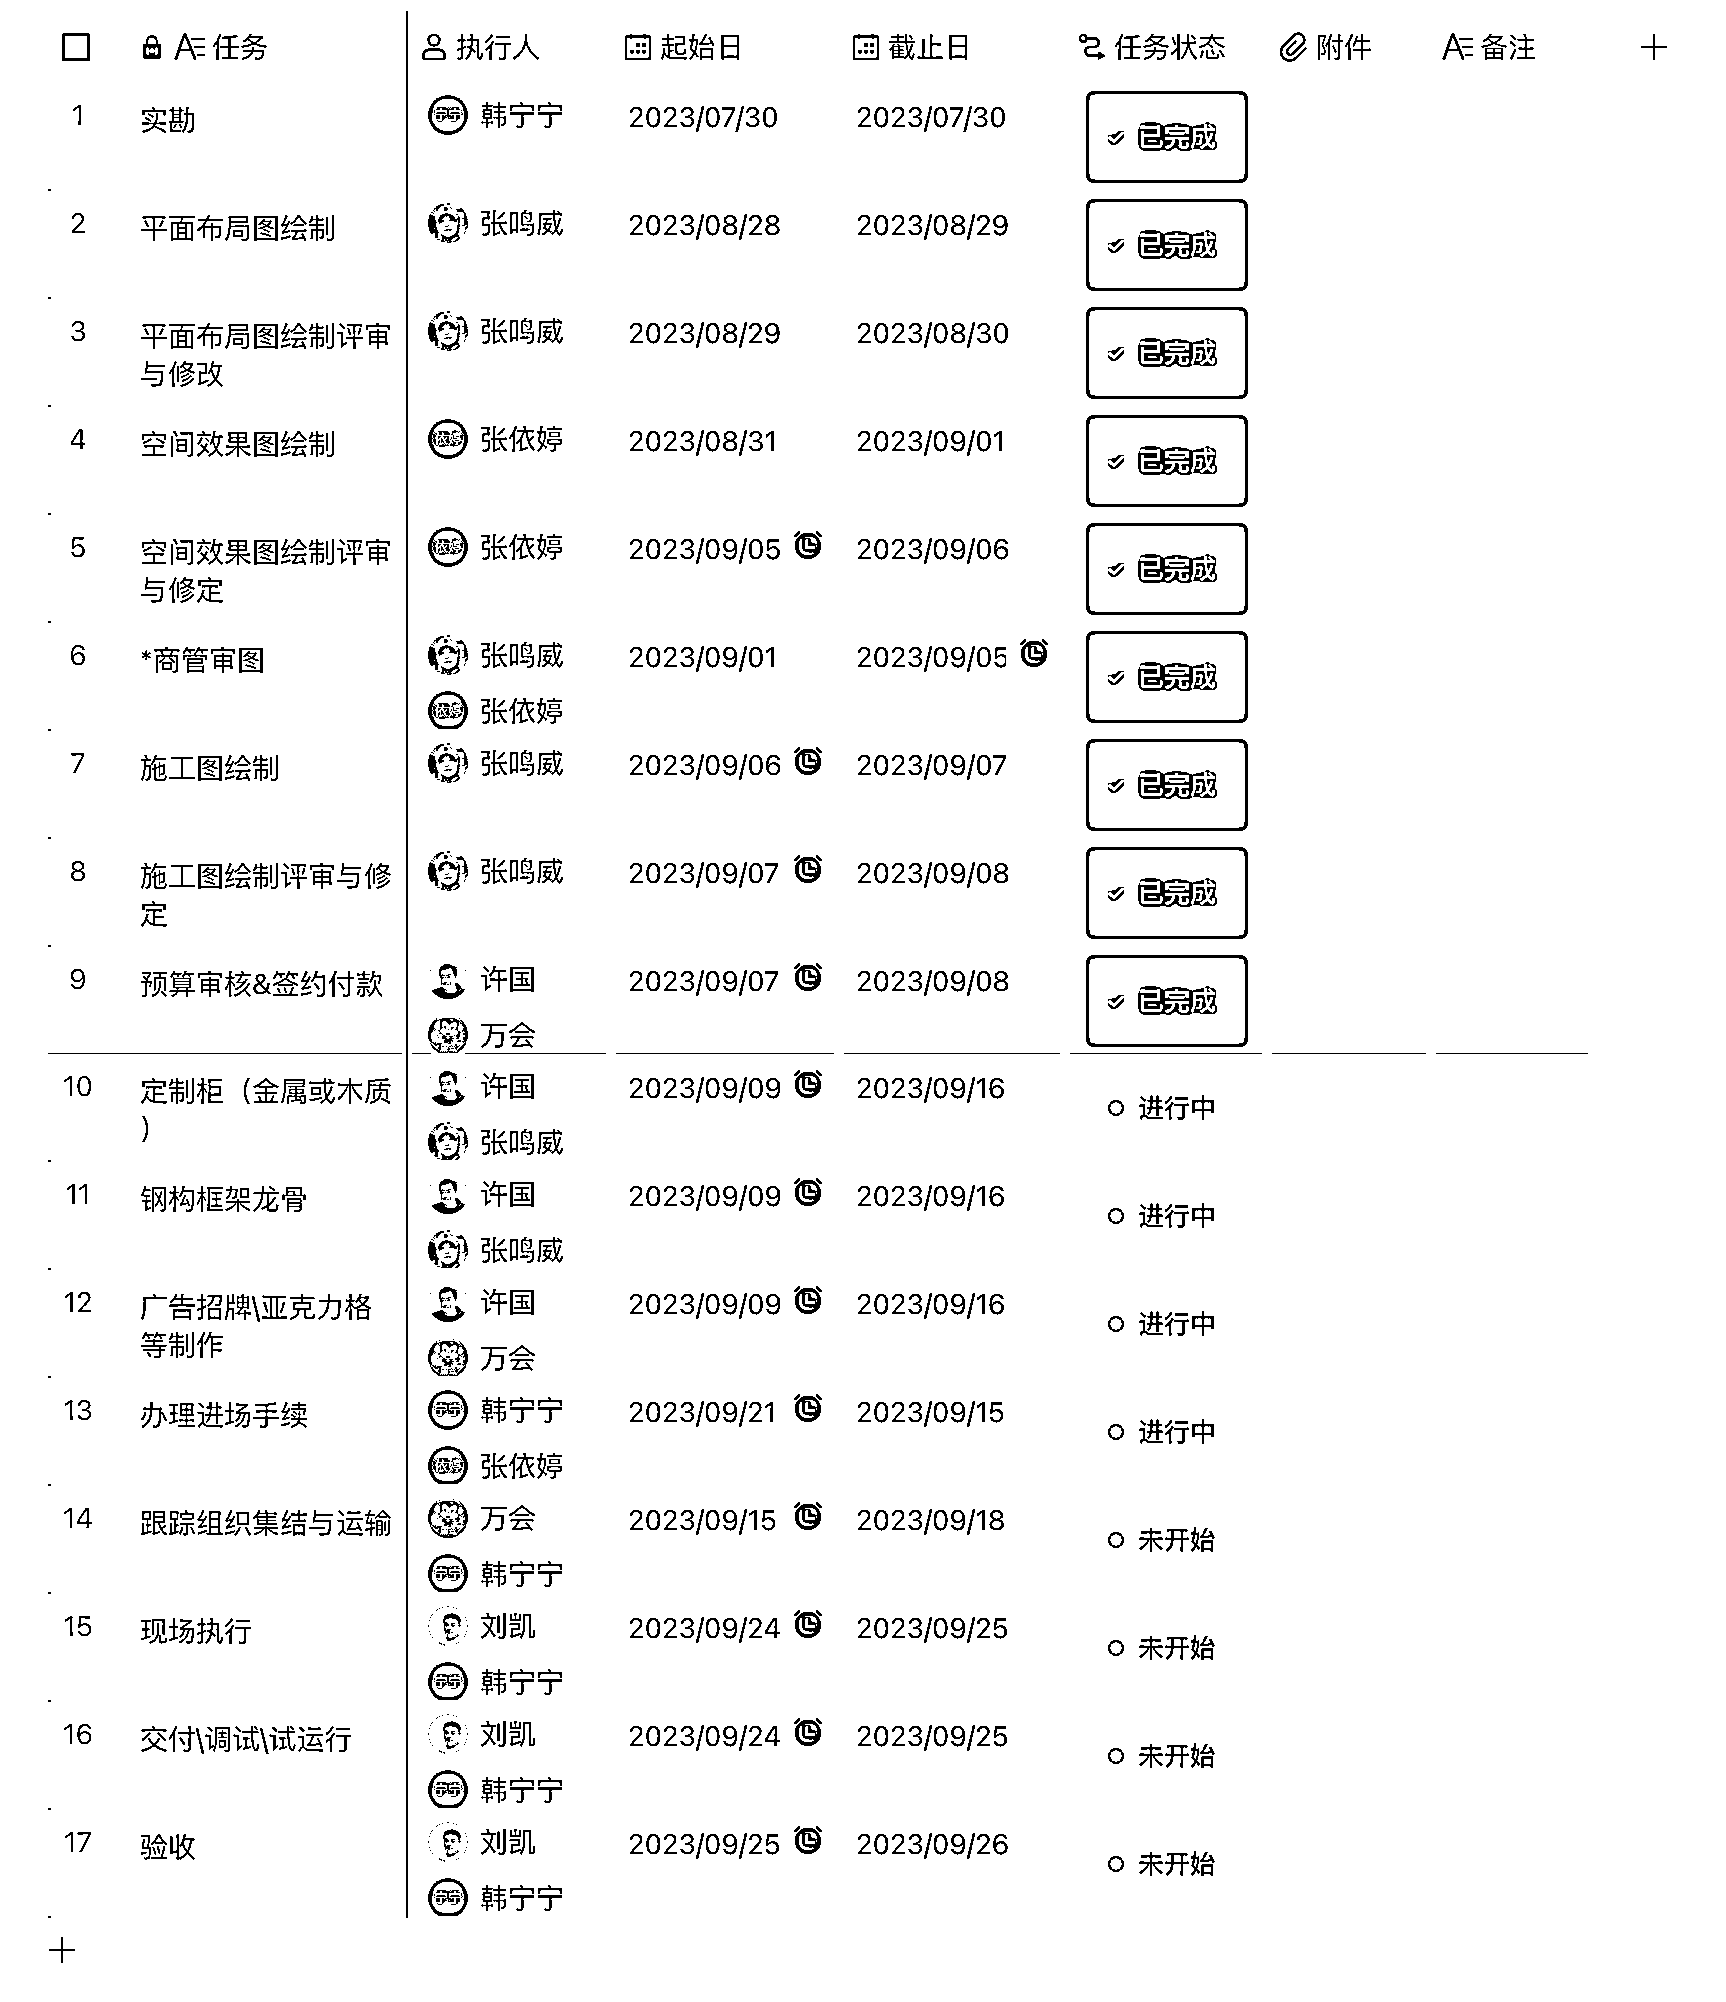 任务 执行人 起始日 截止日 任务状态 附件 备注
1 实勘 韩宁宁 2023/07/30 2023/07/30 已完成
2 平面布局图绘制 张鸣威 2023/08/28 2023/08/29 已完成
3 平面布局图绘制评审 张鸣威 2023/08/29 2023/08/30 已完成
与修改
4 空间效果图绘制 张依婷 2023/08/31 2023/09/01 已完成
5 空间效果图绘制评审 张依婷 2023/09/05 2023/09/06 已完成
与修定
6 *商管审图 张鸣威 2023/09/01 2023/09/05 已完成
张依婷
7 施工图绘制 张鸣威 2023/09/06 2023/09/07 已完成
8 施工图绘制评审与修 张鸣威 2023/09/07 2023/09/08 已完成
定
9 预算审核&签约付款 许国 2023/09/07 2023/09/08 已完成
万会
10 定制柜（金属或木质 许国 2023/09/09 2023/09/16 进行中
） 张鸣威
11 钢构框架龙骨 许国 2023/09/09 2023/09/16 进行中
张鸣威
12 广告招牌\亚克力格 许国 2023/09/09 2023/09/16 进行中
等制作 万会
13 办理进场手续 韩宁宁 2023/09/21 2023/09/15 进行中
张依婷
14 跟踪组织集结与运输 万会 2023/09/15 2023/09/18 未开始
韩宁宁
15 现场执行 刘凯 2023/09/24 2023/09/25 未开始
韩宁宁
16 交付\调试\试运行 刘凯 2023/09/24 2023/09/25 未开始
韩宁宁
17 验收 刘凯 2023/09/25 2023/09/26 未开始
韩宁宁